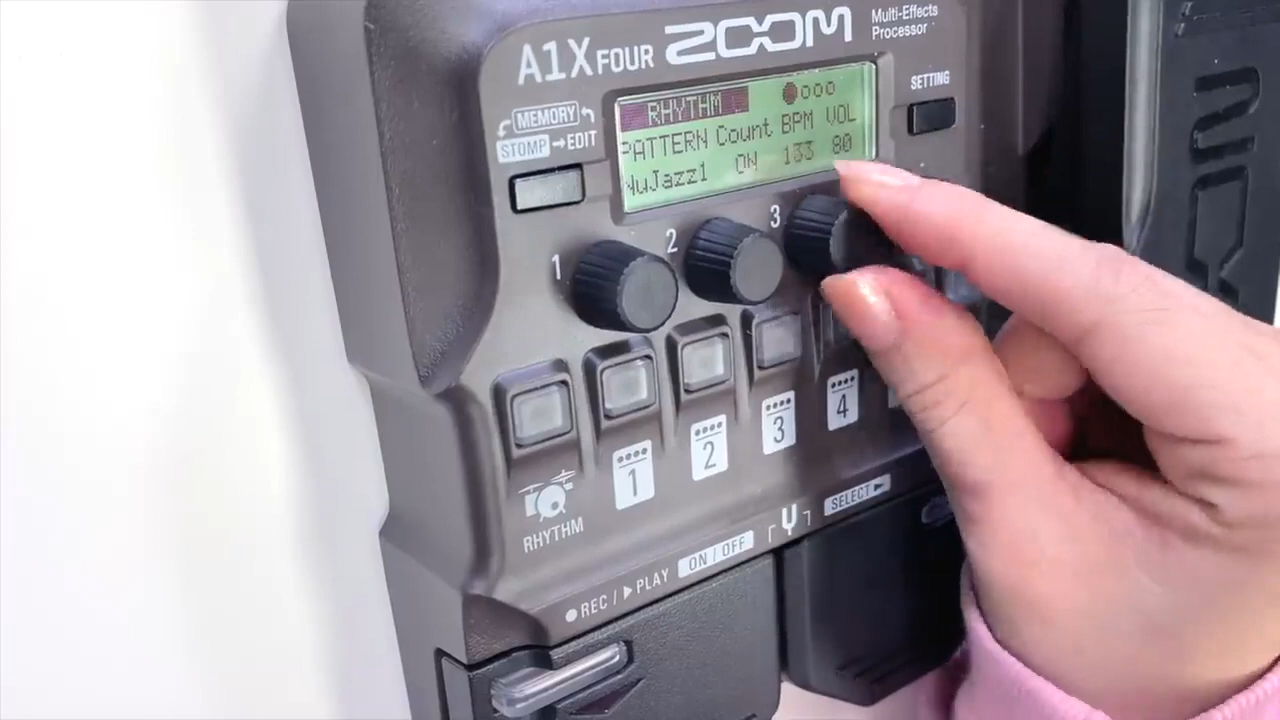 A1X FOUR ZOOM Multi-Effects Processor
MEMORY
STOMP → EDIT
SETTING
RHYTHM
PATTERN Count BPM VOL
NuJazz1 ON 133 80
1 2 3
1 2 3 4
RHYTHM
REC / ▶ PLAY ON / OFF SELECT ▶